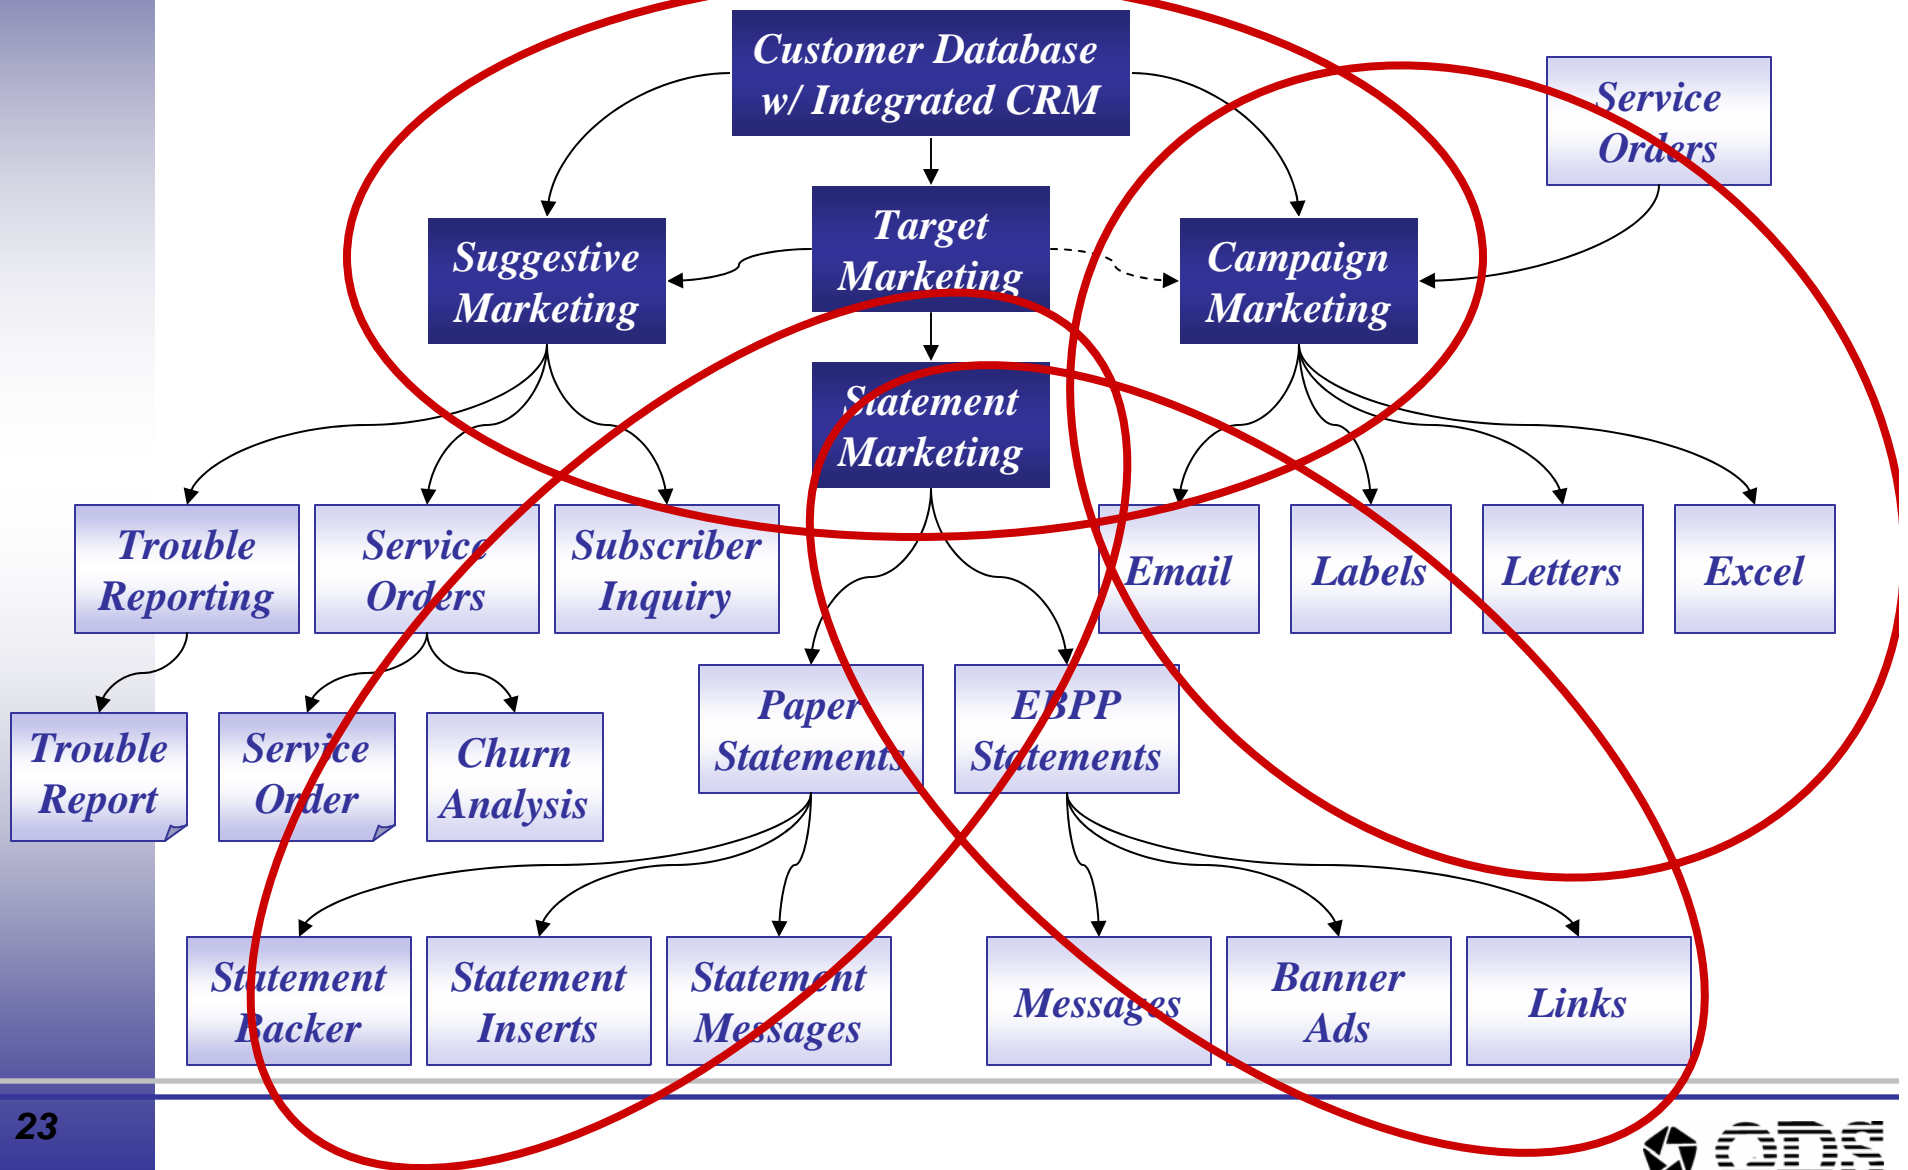 Customer Database
w/ Integrated CRM
Service
Orders
Target
Marketing
Suggestive
Marketing
Campaign
Marketing
Statement
Marketing
Trouble
Reporting
Service
Orders
Subscriber
Inquiry
Email
Labels
Letters
Excel
Paper
Statements
EBPP
Statements
Trouble
Report
Service
Order
Churn
Analysis
Statement
Backer
Statement
Inserts
Statement
Messages
Messages
Banner
Ads
Links
23